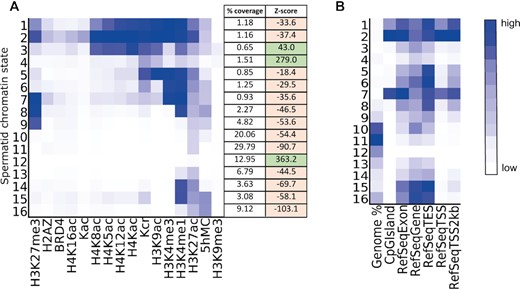 A
B
% coverage Z-score
1 1.18 -33.6
2 1.16 -37.4
3 0.65 43.0
4 1.51 279.0
5 0.85 -18.4
6 1.25 -29.5
7 0.93 -35.6
8 2.27 -46.5
9 4.82 -53.6
10 20.06 -54.4
11 29.79 -90.7
12 12.95 363.2
13 6.79 -44.5
14 3.63 -69.7
15 3.08 -58.1
16 9.12 -103.1
Spermatid chromatin state
H3K27me3
H2AZ
BRD4
H4K16ac
Kac
H4K8ac
H4K5ac
H4K12ac
H4Kac
Kcr
H3K9ac
H3K4me3
H3K4me1
H3K27ac
5hMC
H3K9me3
1
2
3
4
5
6
7
8
9
10
11
12
13
14
15
16
Genome %
CpGIsland
RefSeqExon
RefSeqGene
RefSeqTES
RefSeqTSS
RefSeqTSS2kb
high
low